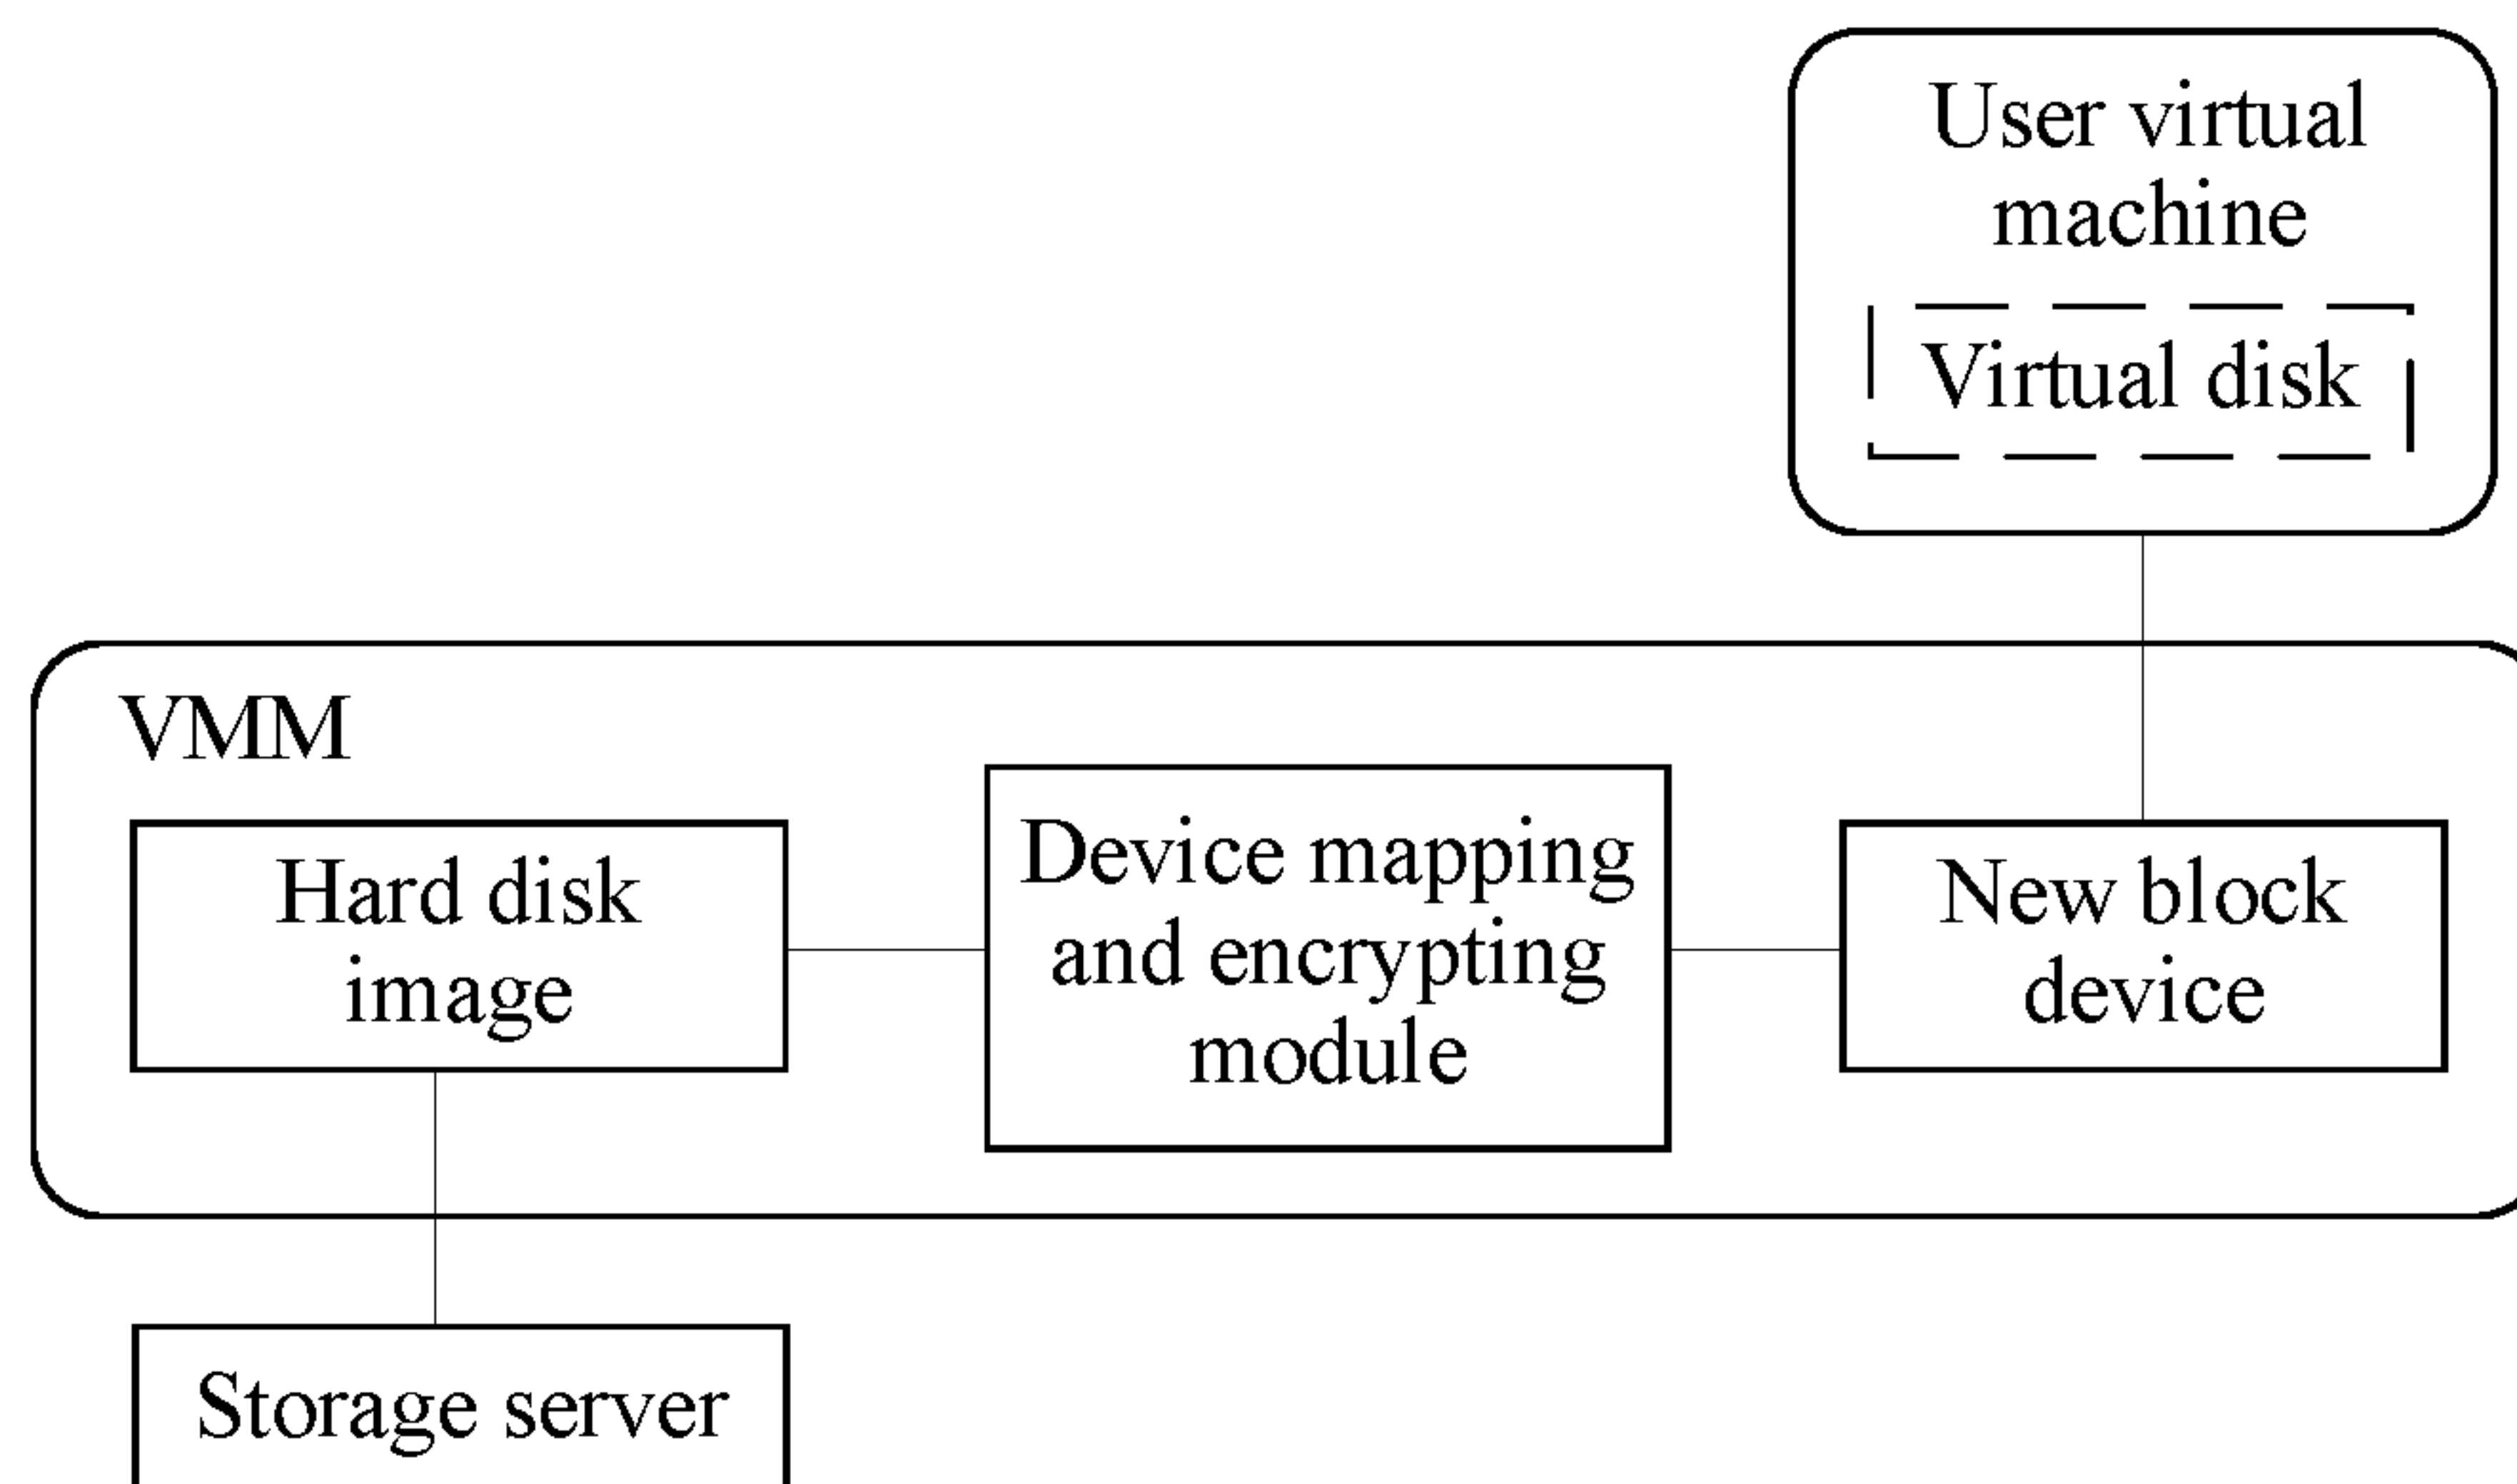 User virtual
machine
Virtual disk
VMM
Hard disk
image
Device mapping
and encrypting
module
New block
device
Storage server